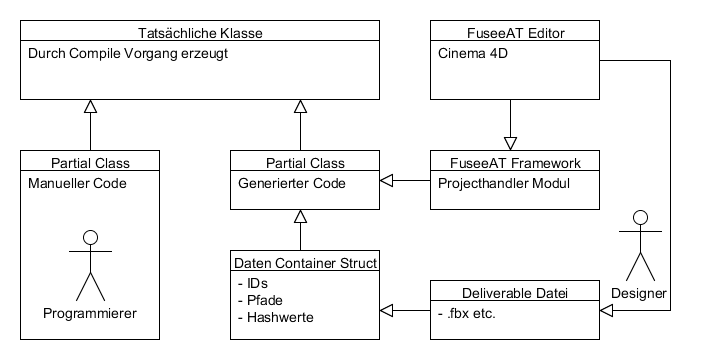 Tatsächliche Klasse
Durch Compile Vorgang erzeugt
FuseeAT Editor
Cinema 4D
Partial Class
Manueller Code
Programmierer
Partial Class
Generierter Code
FuseeAT Framework
Projecthandler Modul
Daten Container Struct
- IDs
- Pfade
- Hashwerte
Deliverable Datei
- .fbx etc.
Designer